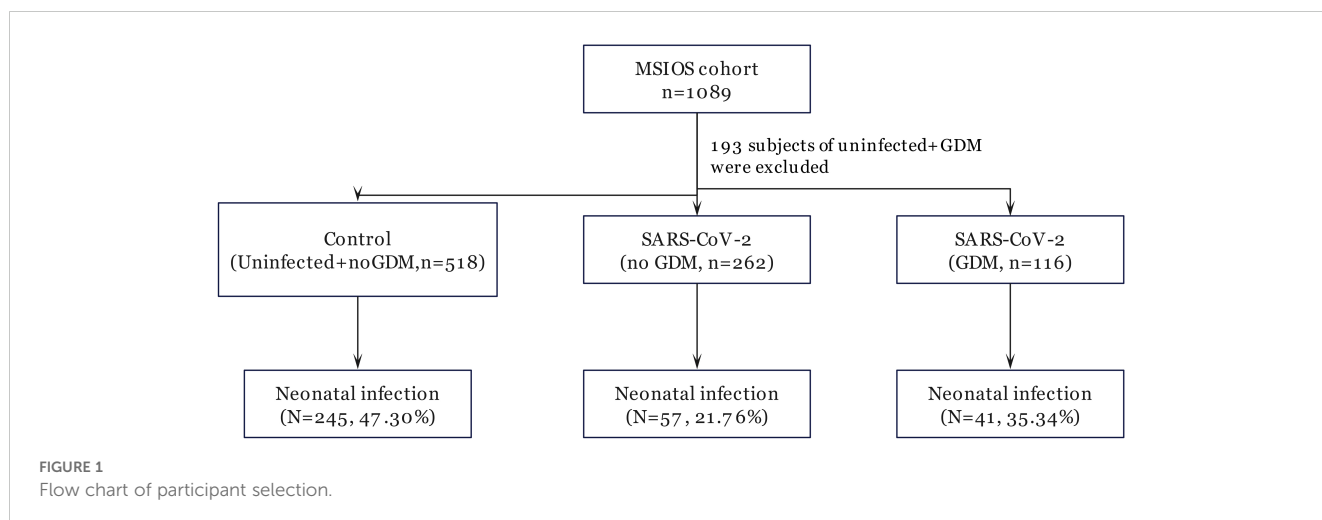 MSIOS cohort
n=1089
193 subjects of uninfected+GDM
were excluded
Control
(Uninfected+noGDM,n=518)
SARS-CoV-2
(no GDM, n=262)
SARS-CoV-2
(GDM, n=116)
Neonatal infection
(N=245, 47.30%)
Neonatal infection
(N=57, 21.76%)
Neonatal infection
(N=41, 35.34%)
FIGURE 1
Flow chart of participant selection.